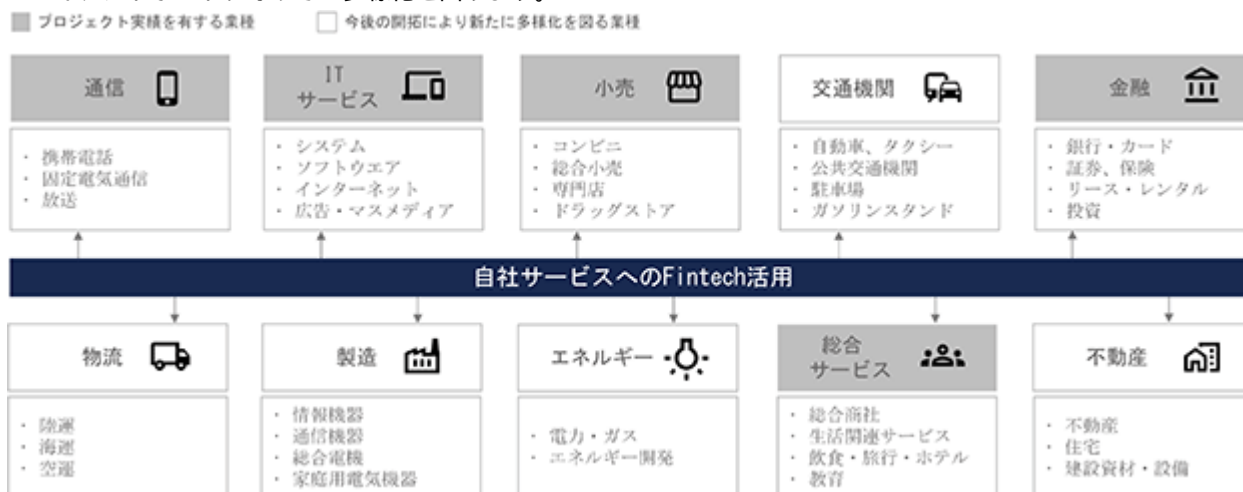 プロジェクト実績を有する業種
今後の開拓により新たに多様化を図る業種
通信
・ 携帯電話
・ 固定電気通信
・ 放送
IT
サービス
・ システム
・ ソフトウエア
・ インターネット
・ 広告・マスメディア
小売
・ コンビニ
・ 総合小売
・ 専門店
・ ドラッグストア
交通機関
・ 自動車、タクシー
・ 公共交通機関
・ 駐車場
・ ガソリンスタンド
金融
・ 銀行・カード
・ 証券、保険
・ リース・レンタル
・ 投資
自社サービスへのFintech活用
物流
・ 陸運
・ 海運
・ 空運
製造
・ 情報機器
・ 通信機器
・ 総合電機
・ 家庭用電気機器
エネルギー
・ 電力・ガス
・ エネルギー開発
総合
サービス
・ 総合商社
・ 生活関連サービス
・ 飲食・旅行・ホテル
・ 教育
不動産
・ 不動産
・ 住宅
・ 建設資材・設備